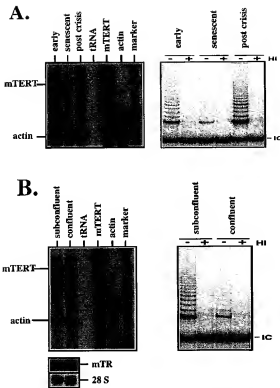 A.
early
senescent
post crisis
tRNA
mTERT
actin
marker
mTERT
actin
early
senescent
post crisis
- + - + - + HI
IC
B.
subconfluent
confluent
tRNA
mTERT
actin
marker
mTERT
actin
mTR
28 S
subconfluent
confluent
- + - + HI
IC